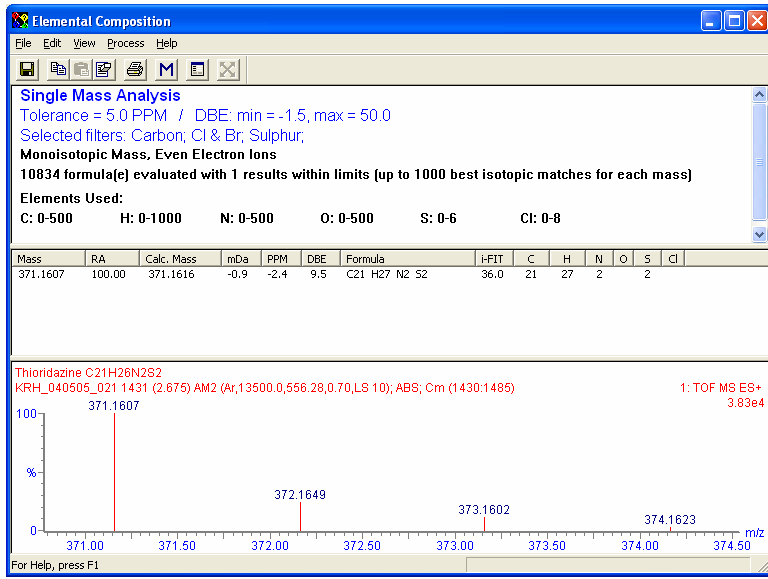 Elemental Composition
File Edit View Process Help
M
Single Mass Analysis
Tolerance = 5.0 PPM / DBE: min = -1.5, max = 50.0
Selected filters: Carbon; Cl & Br; Sulphur;
Monoisotopic Mass, Even Electron Ions
10834 formula(e) evaluated with 1 results within limits (up to 1000 best isotopic matches for each mass)
Elements Used:
C: 0-500 H: 0-1000 N: 0-500 O: 0-500 S: 0-6 Cl: 0-8
Mass RA Calc. Mass mDa PPM DBE Formula i-FIT C H N O S Cl
371.1607 100.00 371.1616 -0.9 -2.4 9.5 C21 H27 N2 S2 36.0 21 27 2 2
Thioridazine C21H26N2S2
KRH_040505_021 1431 (2.675) AM2 (Ar,13500.0,556.28,0.70,LS 10); ABS; Cm (1430:1485) 1: TOF MS ES+
3.83e4
100
371.1607
%
372.1649
373.1602
374.1623
0
m/z
371.00 371.50 372.00 372.50 373.00 373.50 374.00 374.50
For Help, press F1